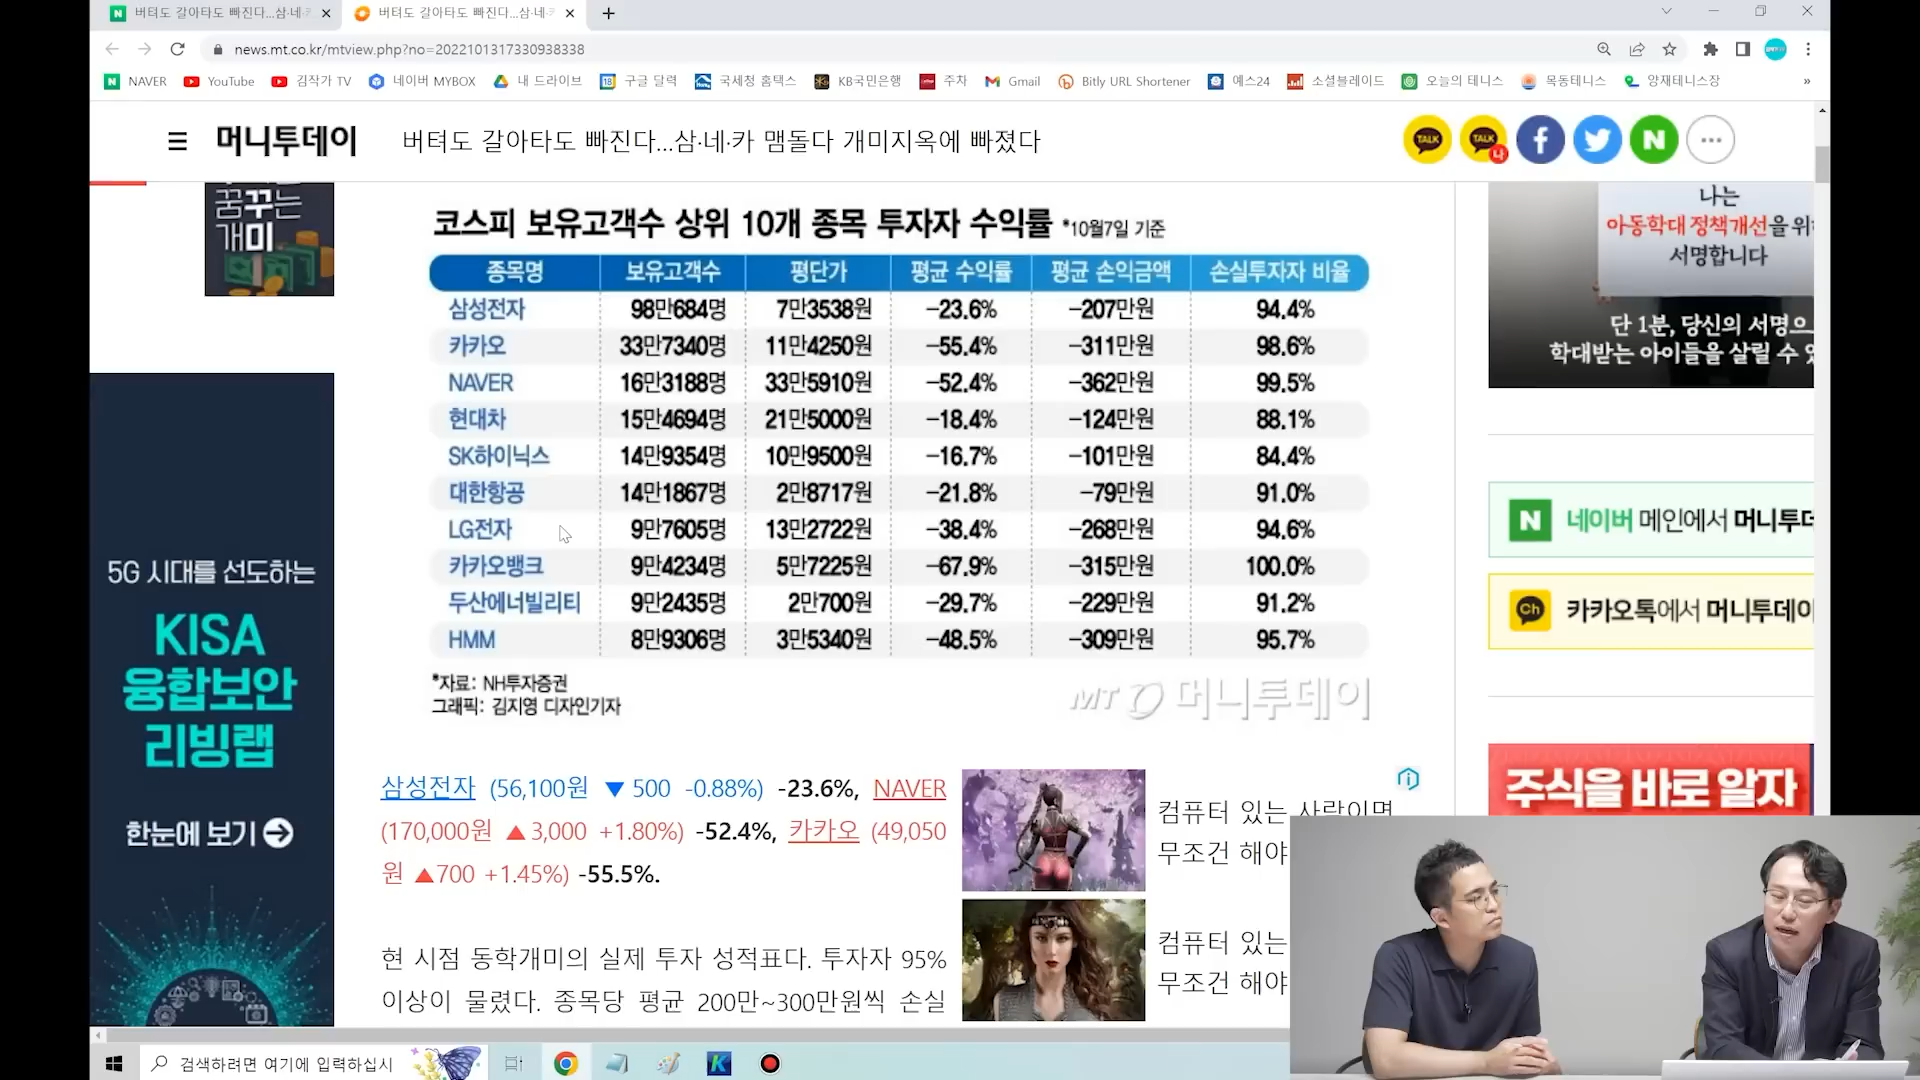 버텨도 갈아타도 빠진다...삼·네·
버텨도 갈아타도 빠진다...삼·네·
news.mt.co.kr/mtview.php?no=2022101317330938338
NAVER YouTube 김작가 TV 네이버 MYBOX 내 드라이브 구글 달력 국세청 홈택스 KB국민은행 주차 Gmail Bitly URL Shortener 예스24 소셜블레이드 오늘의 테니스 목동테니스 양재테니스장 »
머니투데이 버텨도 갈아타도 빠진다...삼·네·카 맴돌다 개미지옥에 빠졌다
TALK TALK 나 f N
꿈꾸는
개미
코스피 보유고객수 상위 10개 종목 투자자 수익률 *10월7일 기준
종목명 보유고객수 평단가 평균 수익률 평균 손익금액 손실투자자 비율
삼성전자 98만684명 7만3538원 –23.6% –207만원 94.4%
카카오 33만7340명 11만4250원 –55.4% –311만원 98.6%
NAVER 16만3188명 33만5910원 –52.4% –362만원 99.5%
현대차 15만4694명 21만5000원 –18.4% –124만원 88.1%
SK하이닉스 14만9354명 10만9500원 –16.7% –101만원 84.4%
대한항공 14만1867명 2만8717원 –21.8% –79만원 91.0%
LG전자 9만7605명 13만2722원 –38.4% –268만원 94.6%
카카오뱅크 9만4234명 5만7225원 –67.9% –315만원 100.0%
두산에너빌리티 9만2435명 2만700원 –29.7% –229만원 91.2%
HMM 8만9306명 3만5340원 –48.5% –309만원 95.7%
*자료: NH투자증권
그래픽: 김지영 디자인기자
MT 머니투데이
삼성전자 (56,100원 ▼ 500 -0.88%) -23.6%, NAVER
(170,000원 ▲ 3,000 +1.80%) -52.4%, 카카오 (49,050
원 ▲700 +1.45%) -55.5%.
현 시점 동학개미의 실제 투자 성적표다. 투자자 95%
이상이 물렸다. 종목당 평균 200만~300만원씩 손실
컴퓨터 있는 사람이면
무조건 해야
컴퓨터 있는
무조건 해야
5G 시대를 선도하는
KISA
융합보안
리빙랩
한눈에 보기
나는
아동학대 정책개선을 위
서명합니다
단 1분, 당신의 서명으
학대받는 아이들을 살릴 수
N 네이버 메인에서 머니투데
Ch 카카오톡에서 머니투데이
주식을 바로 알자
검색하려면 여기에 입력하십시
K